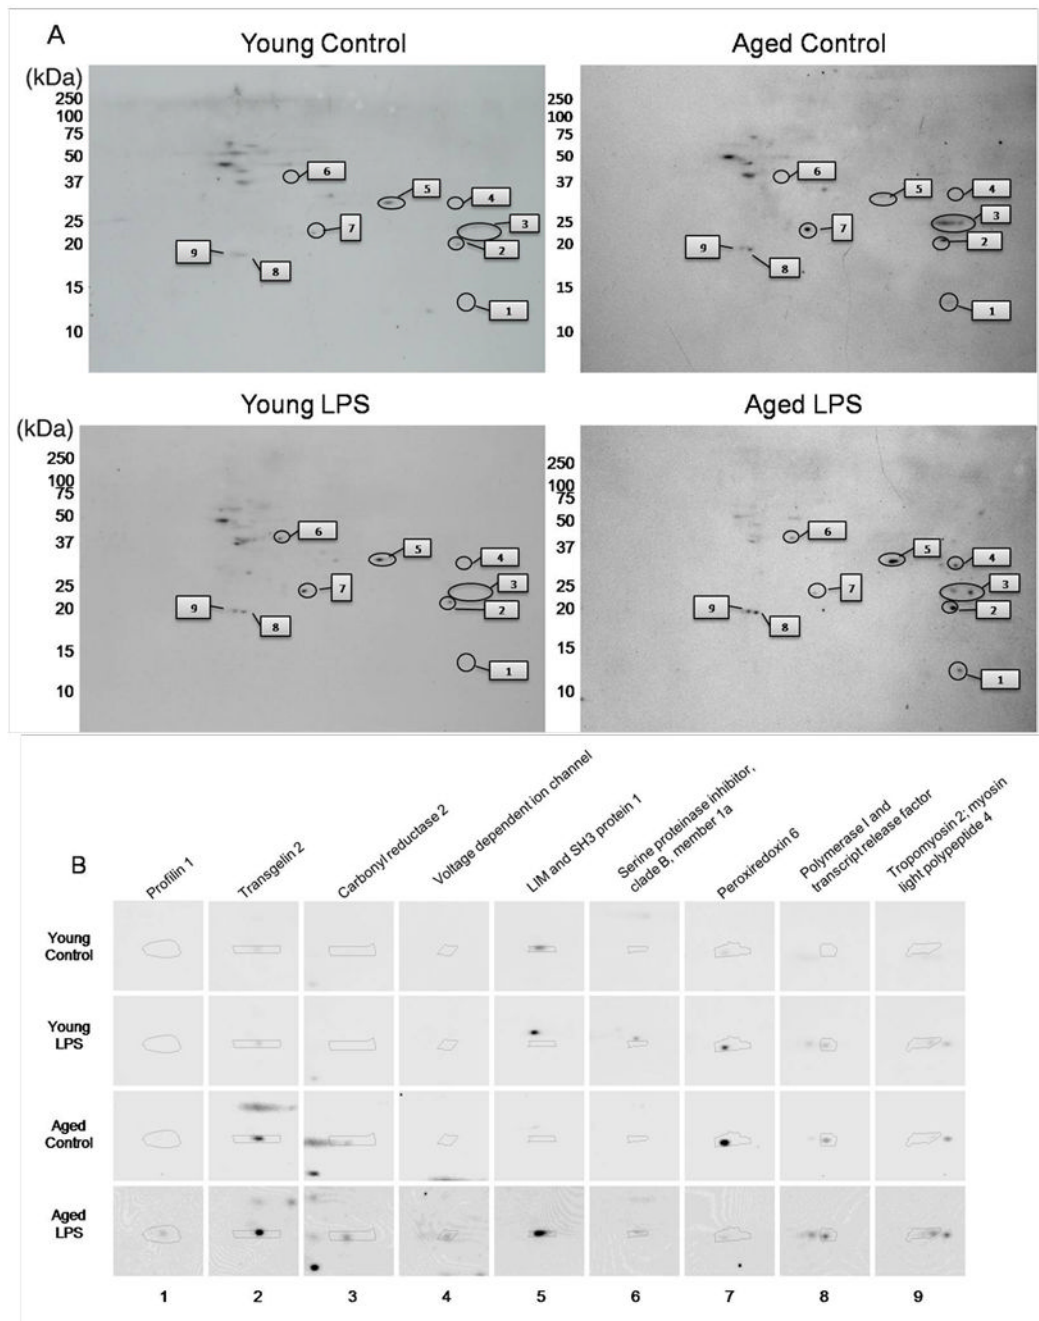 A
Young Control
Aged Control
(kDa)
250
100
75
50
37
25
20
15
10
6
5
4
3
7
2
9
8
1
250
100
75
50
37
25
20
15
10
6
5
4
3
7
2
9
8
1
Young LPS
Aged LPS
(kDa)
250
100
75
50
37
25
20
15
10
6
5
4
3
7
2
9
8
1
250
100
75
50
37
25
20
15
10
6
5
4
3
7
2
9
8
1
B
Profilin 1
Transgelin 2
Carbonyl reductase 2
Voltage dependent ion channel
LIM and SH3 protein 1
Serine proteinase inhibitor,
clade B, member 1a
Peroxiredoxin 6
Polymerase I and
transcript release factor
Tropomyosin 2; myosin
light polypeptide 4
Young
Control
Young
LPS
Aged
Control
Aged
LPS
1 2 3 4 5 6 7 8 9